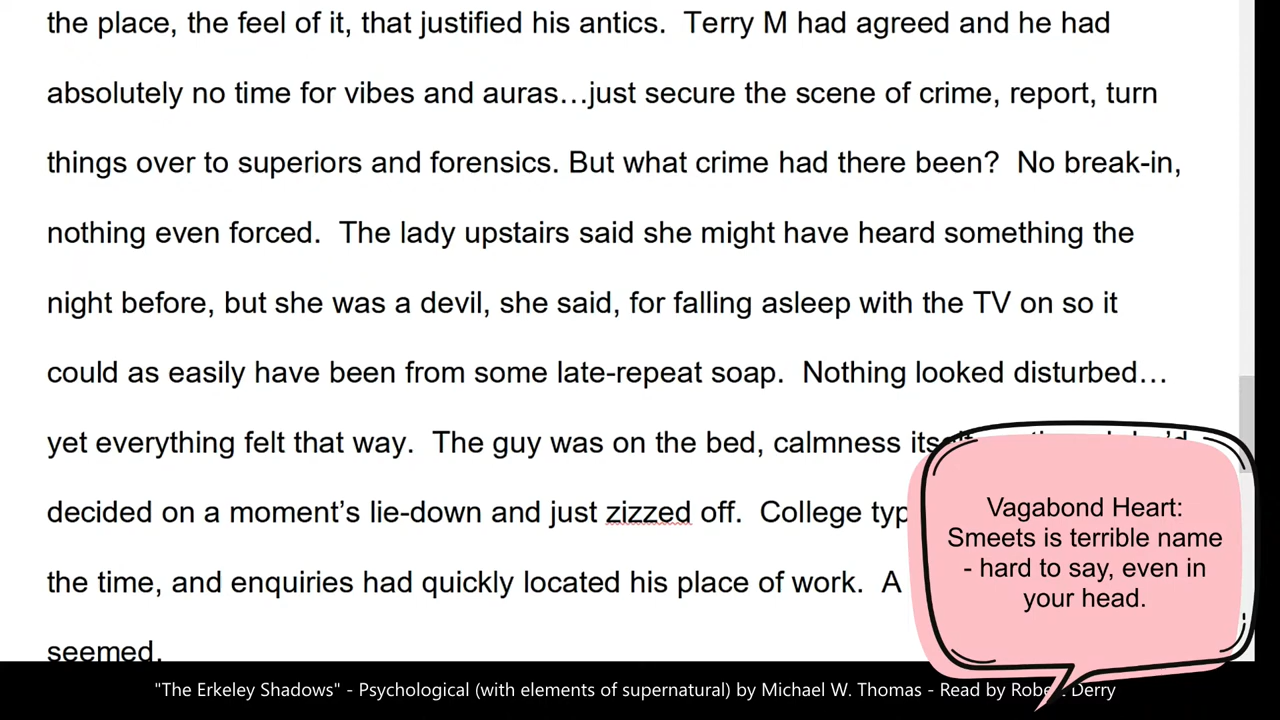 the place, the feel of it, that justified his antics.  Terry M had agreed and he had
absolutely no time for vibes and auras…just secure the scene of crime, report, turn
things over to superiors and forensics. But what crime had there been?  No break-in,
nothing even forced.  The lady upstairs said she might have heard something the
night before, but she was a devil, she said, for falling asleep with the TV on so it
could as easily have been from some late-repeat soap.  Nothing looked disturbed…
yet everything felt that way.  The guy was on the bed, calmness
decided on a moment’s lie-down and just zizzed off.  College
the time, and enquiries had quickly located his place of work.  A
seemed.
Vagabond Heart:
Smeets is terrible name
- hard to say, even in
your head.
"The Erkeley Shadows" - Psychological (with elements of supernatural) by Michael W. Thomas - Read by Derry